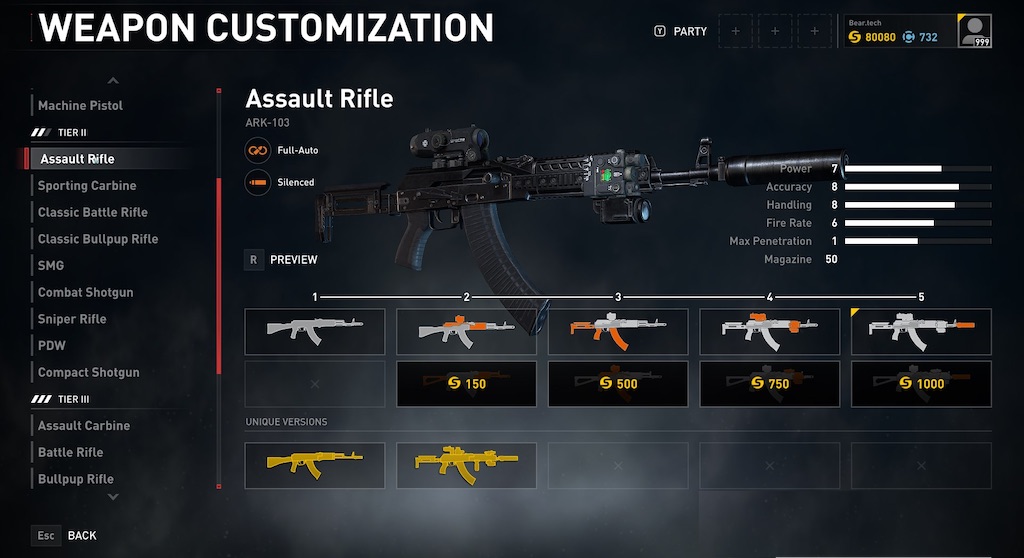 WEAPON CUSTOMIZATION
Y PARTY
Bear.tech
80080 732
999
Machine Pistol
TIER II
Assault Rifle
Sporting Carbine
Classic Battle Rifle
Classic Bullpup Rifle
SMG
Combat Shotgun
Sniper Rifle
PDW
Compact Shotgun
TIER III
Assault Carbine
Battle Rifle
Bullpup Rifle
Esc BACK
Assault Rifle
ARK-103
Full-Auto
Silenced
R PREVIEW
Power 7
Accuracy 8
Handling 8
Fire Rate 6
Max Penetration 1
Magazine 50
1 2 3 4 5
150 500 750 1000
UNIQUE VERSIONS